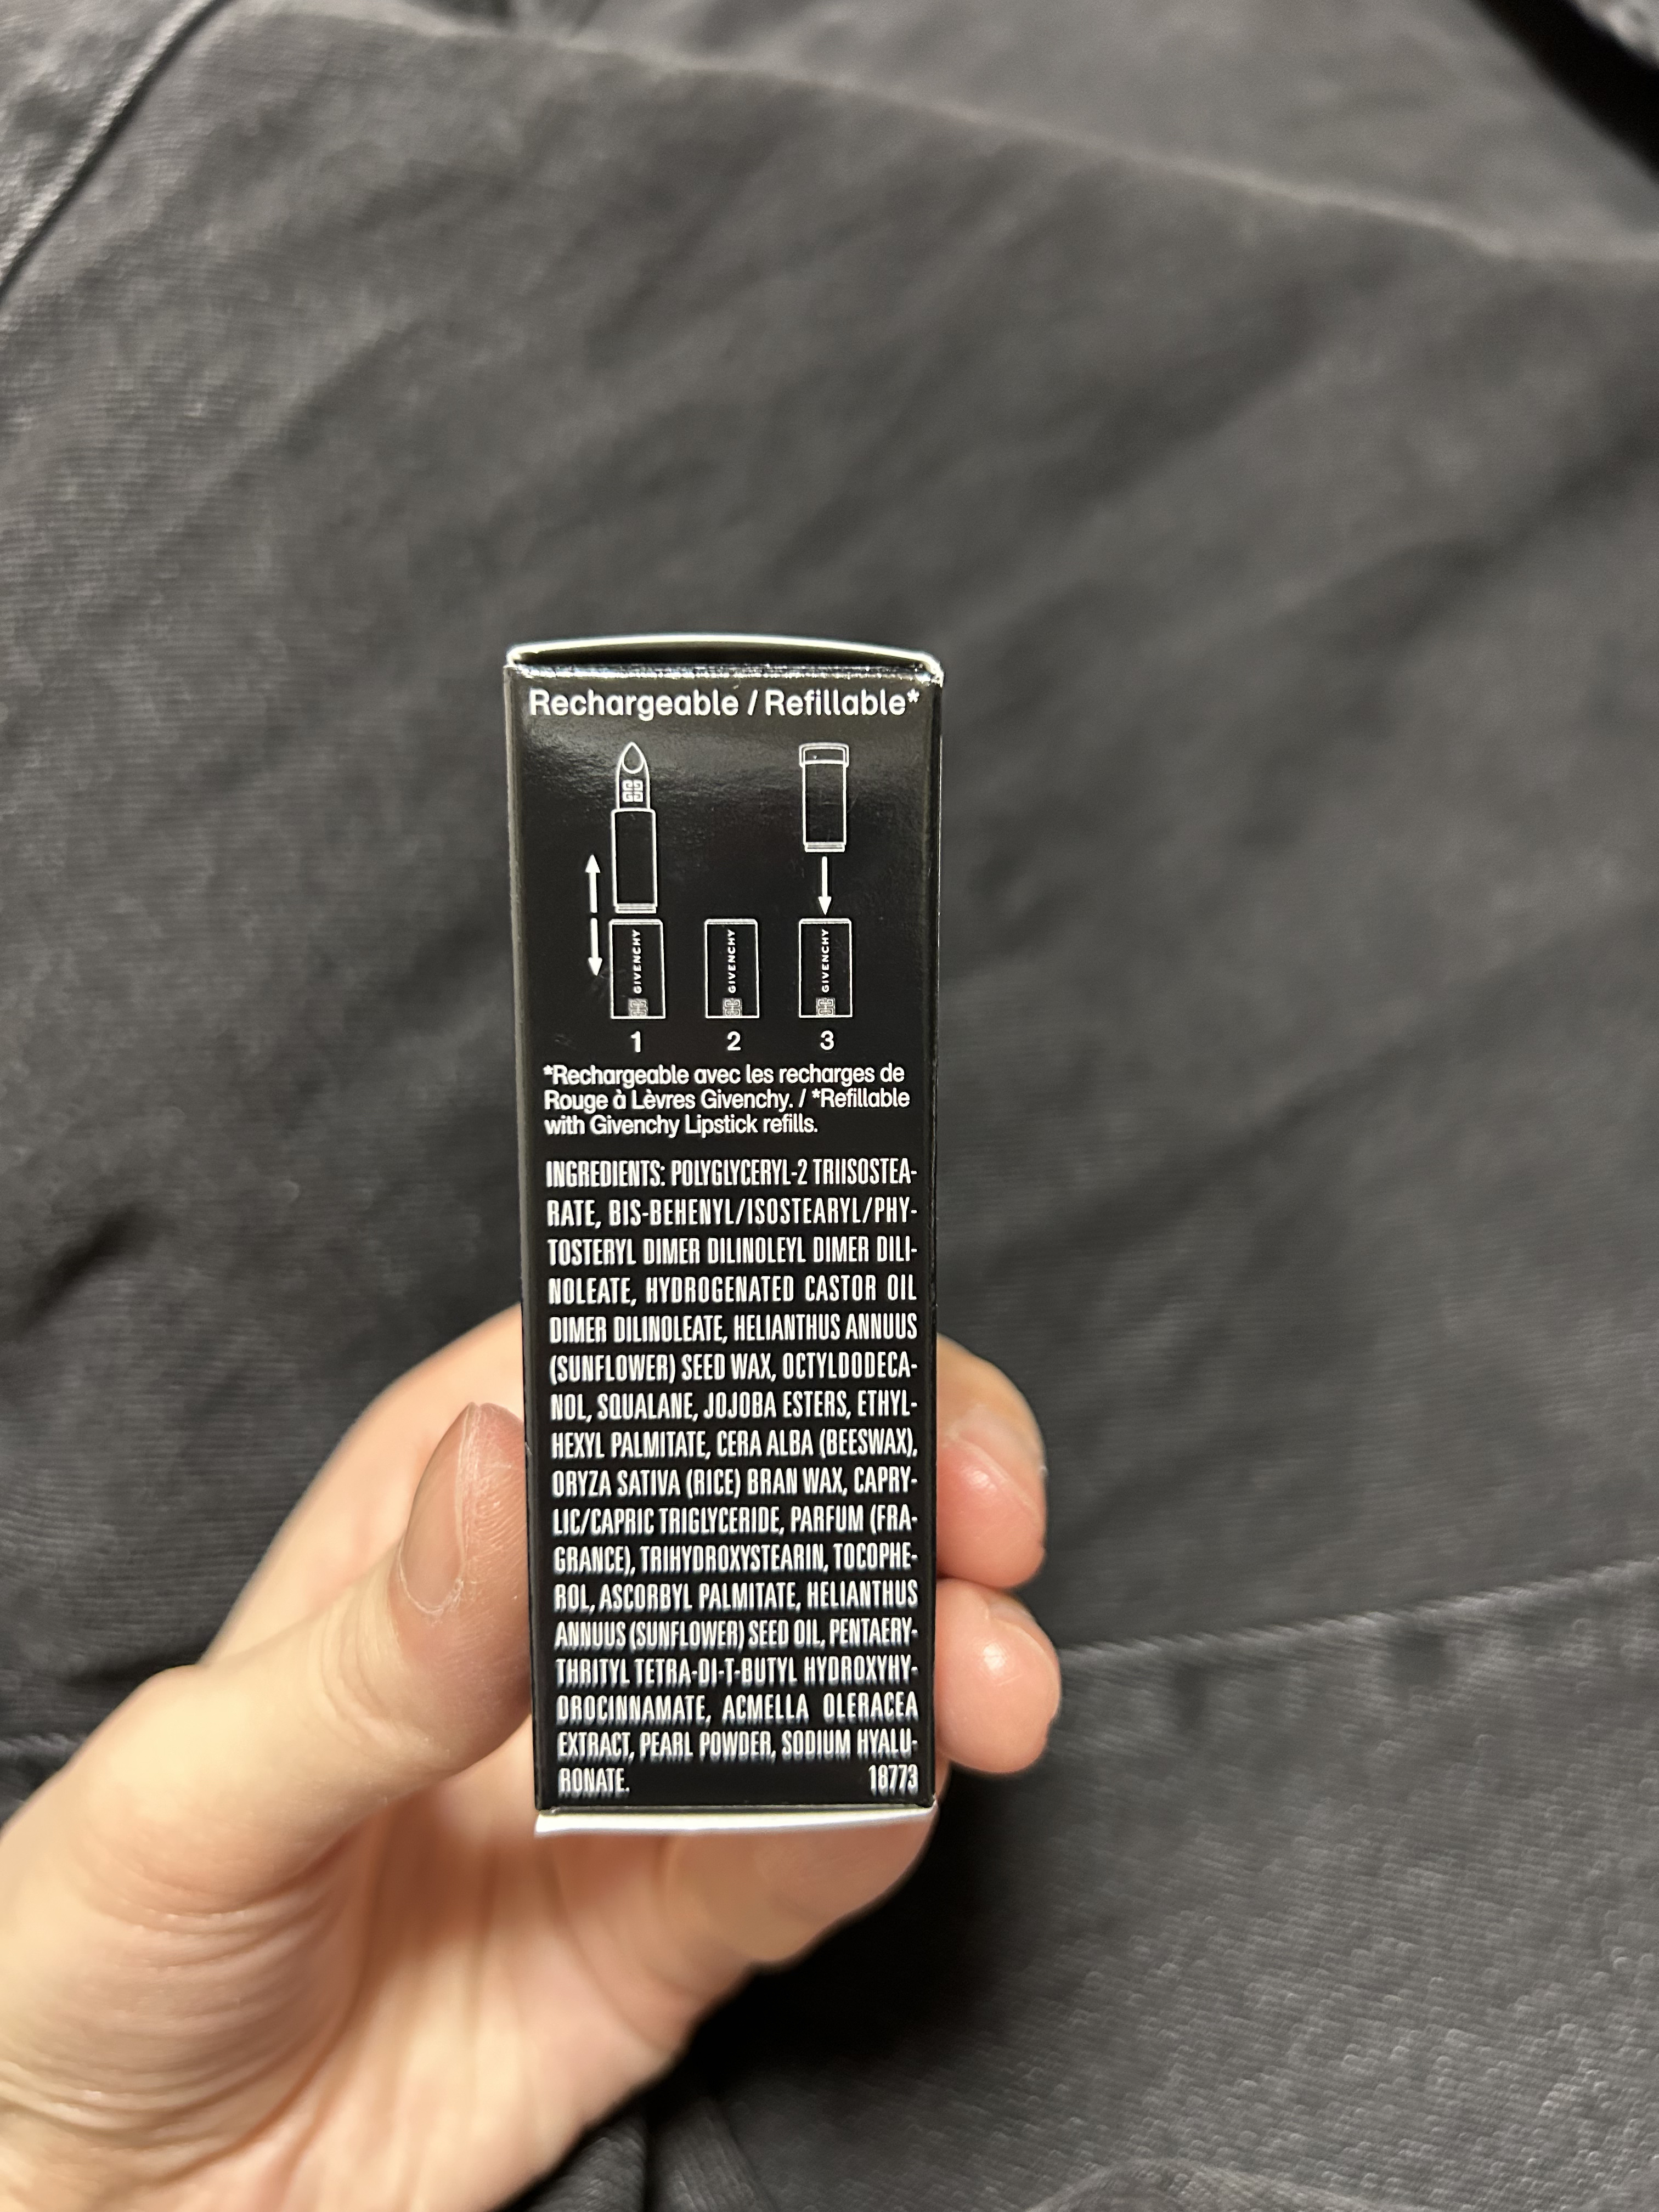 Rechargeable / Refillable*
GIVENCHY
GIVENCHY
GIVENCHY
1
2
3
*Rechargeable avec les recharges de
Rouge à Lèvres Givenchy. / *Refillable
with Givenchy Lipstick refills.
INGREDIENTS: POLYGLYCERYL-2 TRIISOSTEA-
RATE, BIS-BEHENYL/ISOSTEARYL/PHY-
TOSTERYL DIMER DILINOLEYL DIMER DILI-
NOLEATE, HYDROGENATED CASTOR OIL
DIMER DILINOLEATE, HELIANTHUS ANNUUS
(SUNFLOWER) SEED WAX, OCTYLDODECA-
NOL, SQUALANE, JOJOBA ESTERS, ETHYL-
HEXYL PALMITATE, CERA ALBA (BEESWAX),
ORYZA SATIVA (RICE) BRAN WAX, CAPRY-
LIC/CAPRIC TRIGLYCERIDE, PARFUM (FRA-
GRANCE), TRIHYDROXYSTEARIN, TOCOPHE-
ROL, ASCORBYL PALMITATE, HELIANTHUS
ANNUUS (SUNFLOWER) SEED OIL, PENTAERY-
THRITYL TETRA-DI-T-BUTYL HYDROXYHY-
DROCINNAMATE, ACMELLA OLERACEA
EXTRACT, PEARL POWDER, SODIUM HYALU-
RONATE. 18773